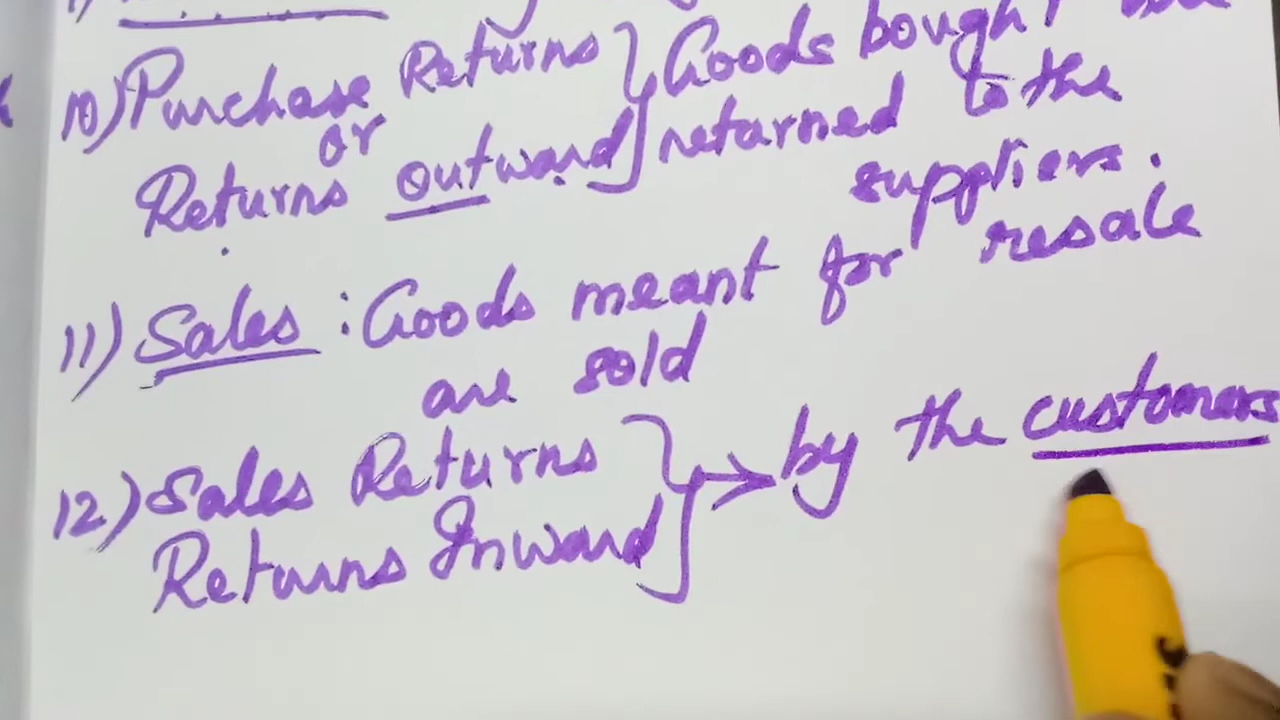 10) Purchase Returns } Goods bought
or
Returns outward } returned to the
suppliers.
11) Sales : Goods meant for resale
are sold
12) Sales Returns } → by the customers
Returns Inward